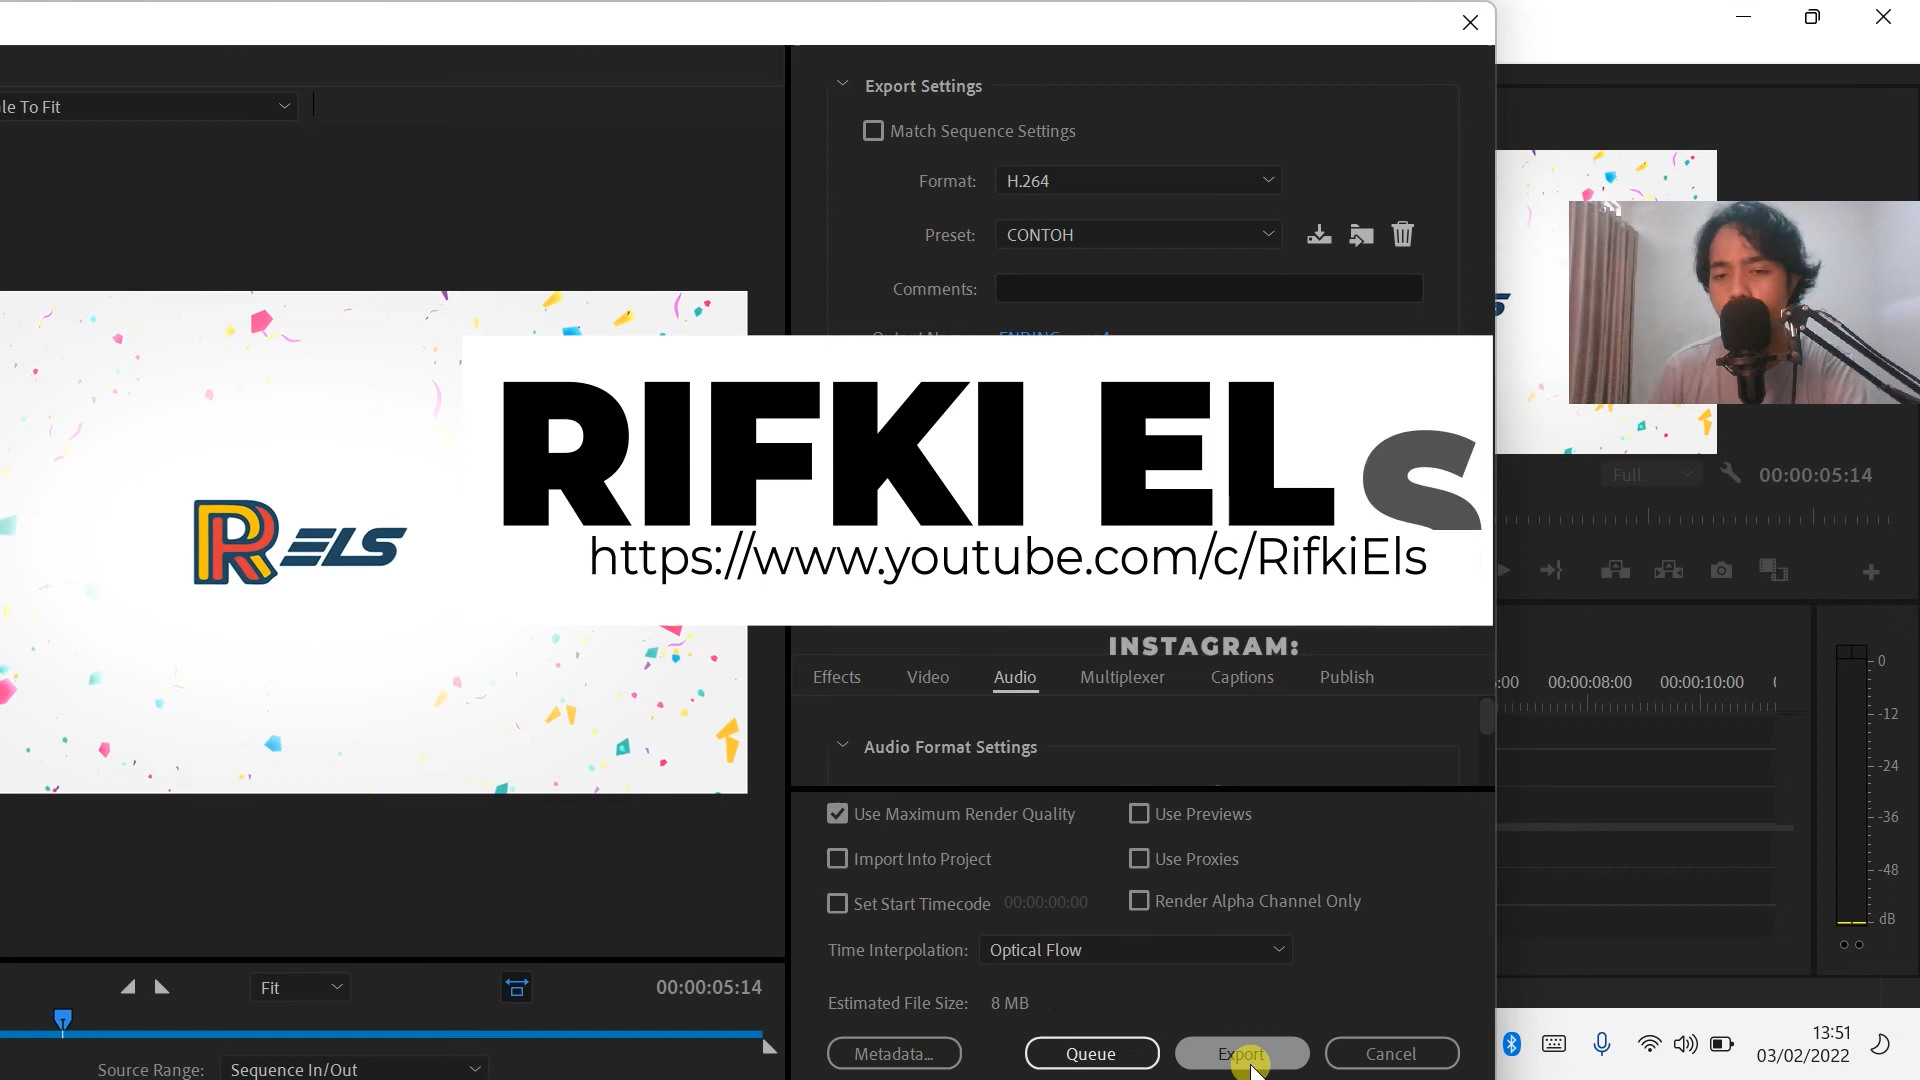 Export Settings
le To Fit
Match Sequence Settings
Format: H.264
Preset: CONTOH
Comments:
RIFKI ELS
https://www.youtube.com/c/RifkiEls
R ELS
INSTAGRAM:
Full 00:00:05:14
Effects Video Audio Multiplexer Captions Publish
:00 00:00:08:00 00:00:10:00
0
-12
-24
-36
-48
dB
Audio Format Settings
Use Maximum Render Quality Use Previews
Import Into Project Use Proxies
Set Start Timecode 00:00:00:00 Render Alpha Channel Only
Time Interpolation: Optical Flow
Fit 00:00:05:14
Estimated File Size: 8 MB
Metadata... Queue Export Cancel
Source Range: Sequence In/Out
13:51
03/02/2022